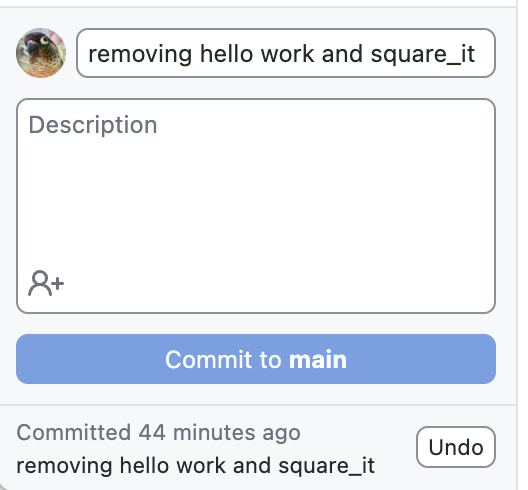 removing hello work and square_it
Description
Commit to main
Committed 44 minutes ago
removing hello work and square_it
Undo